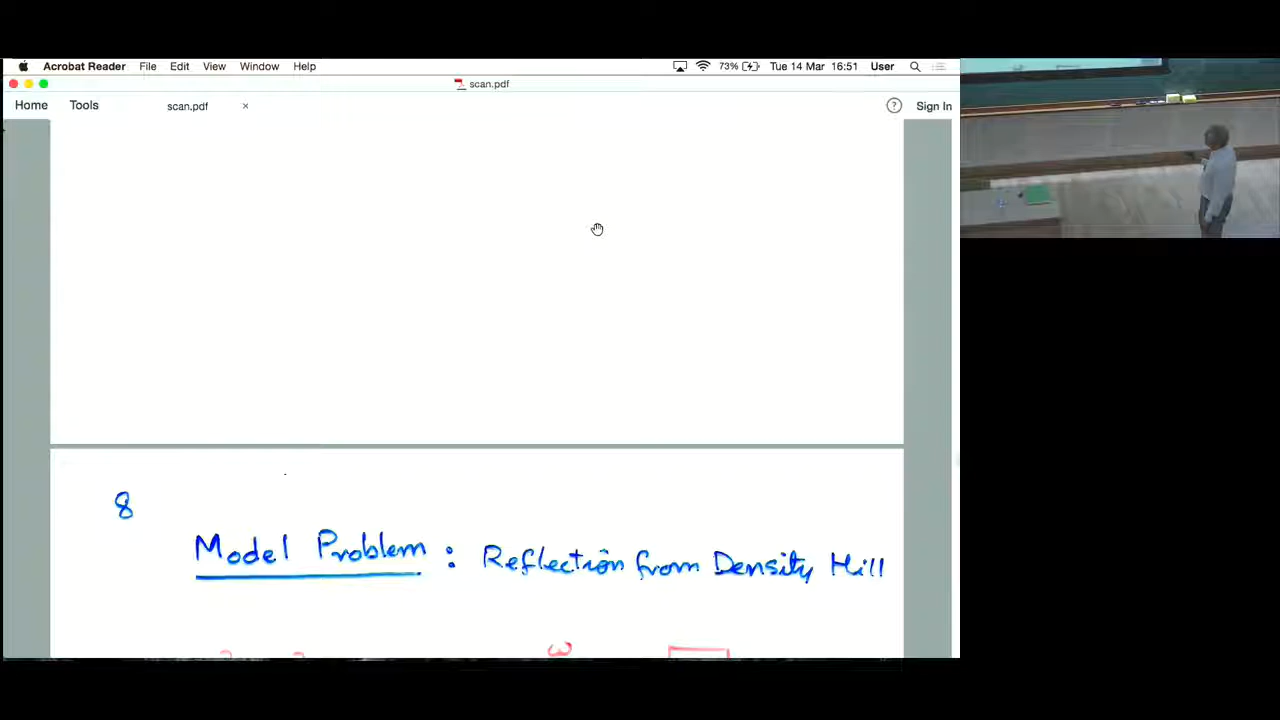 Acrobat Reader File Edit View Window Help 73% Tue 14 Mar 16:51 User
scan.pdf
Home Tools scan.pdf × ? Sign In
8
Model Problem : Reflection from Density Hill
ω